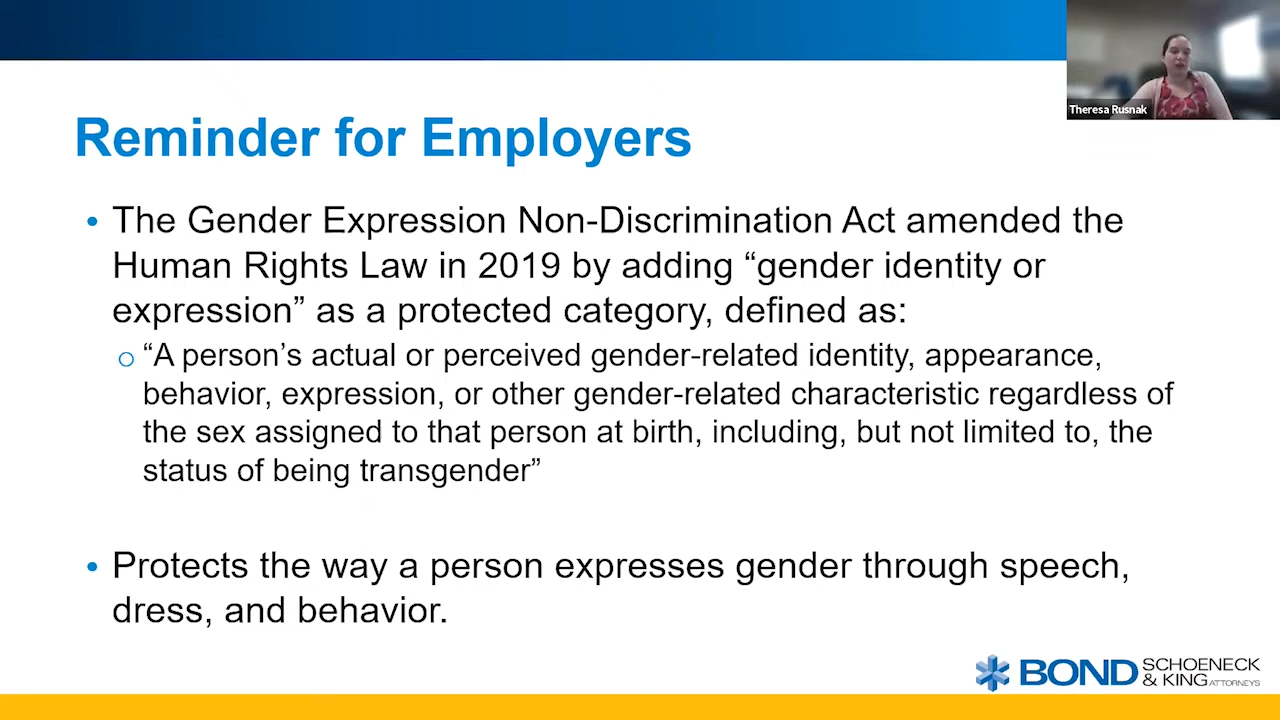 Theresa Rusnak
Reminder for Employers
• The Gender Expression Non-Discrimination Act amended the
Human Rights Law in 2019 by adding “gender identity or
expression” as a protected category, defined as:
o “A person’s actual or perceived gender-related identity, appearance,
behavior, expression, or other gender-related characteristic regardless of
the sex assigned to that person at birth, including, but not limited to, the
status of being transgender”
• Protects the way a person expresses gender through speech,
dress, and behavior.
BOND SCHOENECK
& KING ATTORNEYS